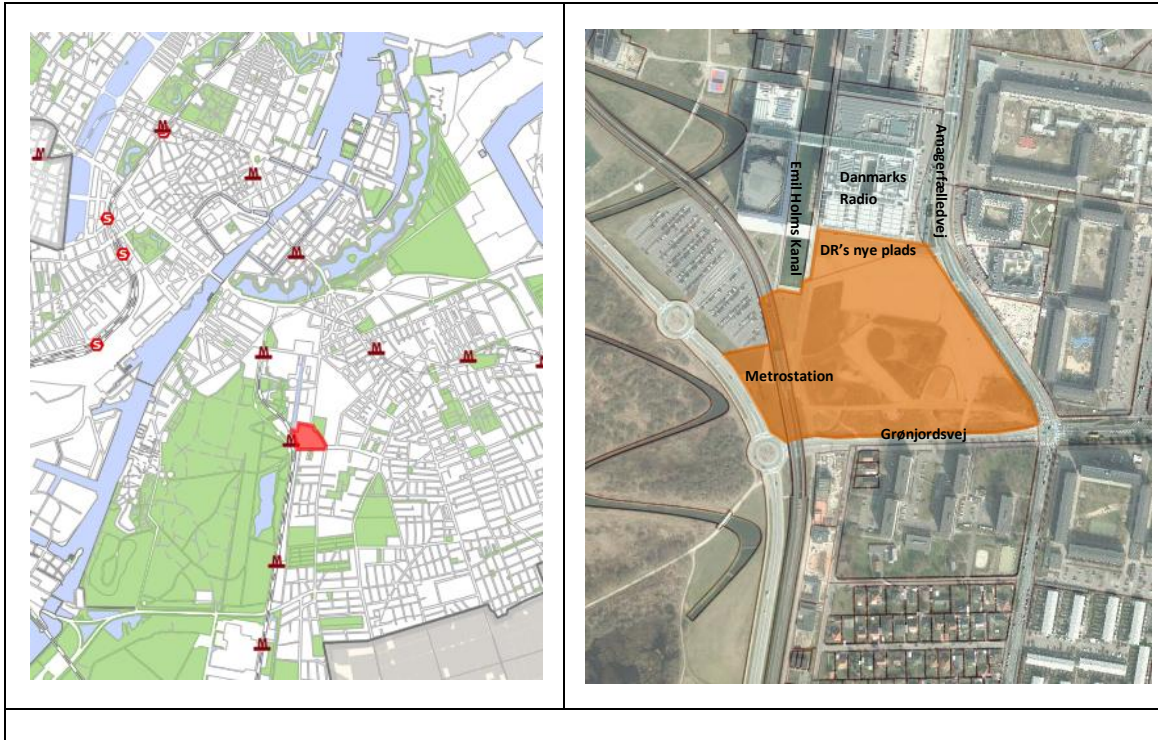 M
M
M
S
S
M
S
M
M
M
M
M
M
M
Amagerfælledvej
Emil Holms Kanal
Danmarks
Radio
DR's nye plads
Metrostation
Grønjordsvej